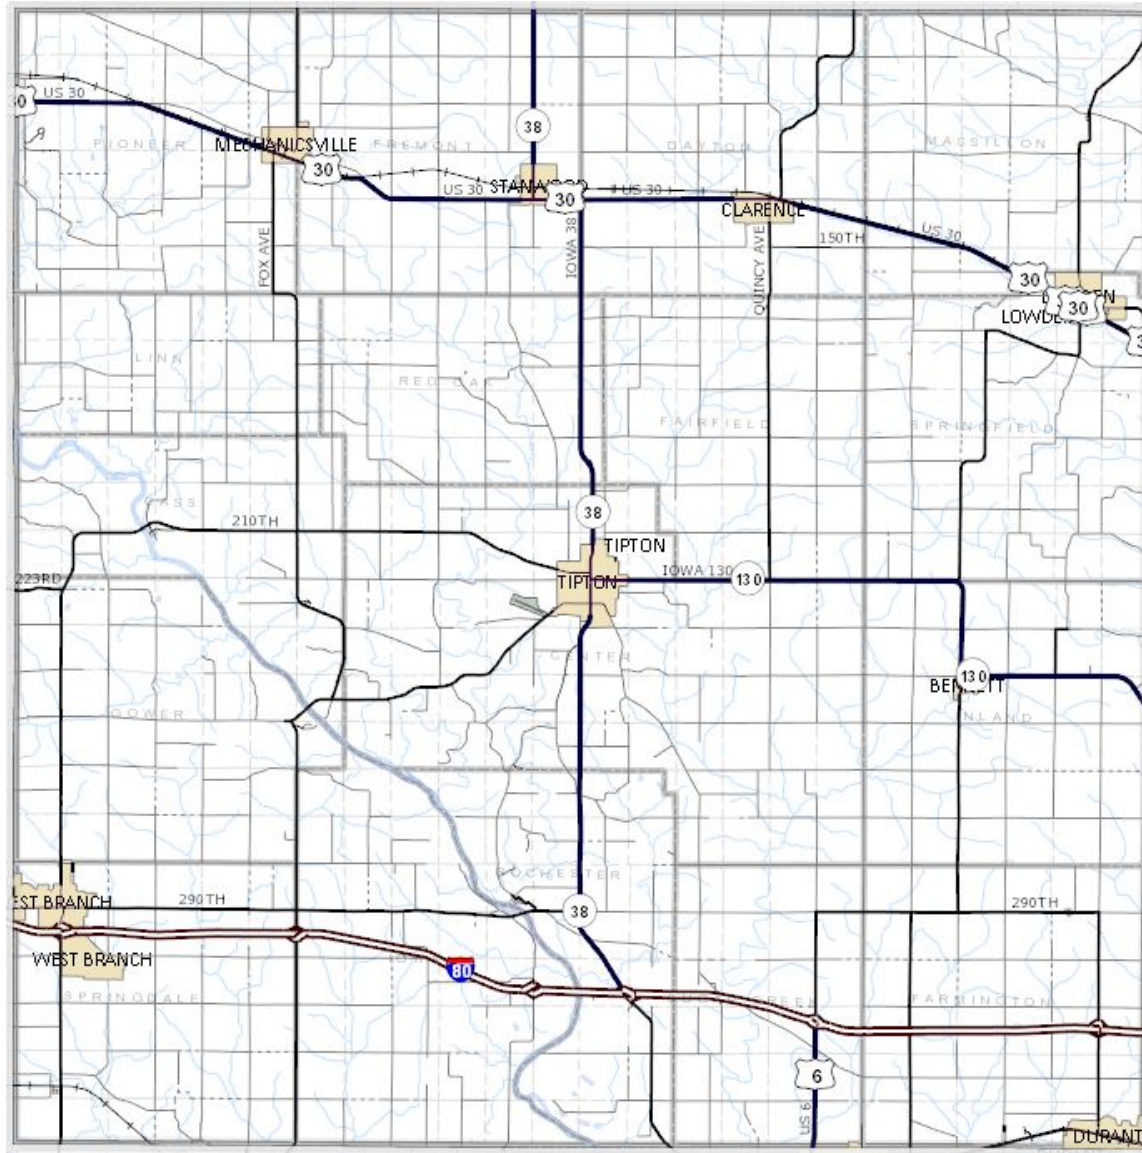 US 30
PIONEER
MECHANICSVILLE
30
FREMONT
38
STANWOOD
US 30
30
US 30
DAYTON
MASSILLON
CLARENCE
150TH
US 30
FOX AVE
IOWA 38
QUINCY AVE
30
30
LOWDEN
LINN
RED OAK
FAIRFIELD
SPRINGFIELD
CASS
210TH
38
TIPTON
TIPTON
223RD
IOWA 130
130
CENTER
GOWER
130
BENNETT
INLAND
ROCHESTER
EST BRANCH
290TH
38
290TH
WEST BRANCH
80
SPRINGDALE
FARMINGTON
6
US 6
DURANT